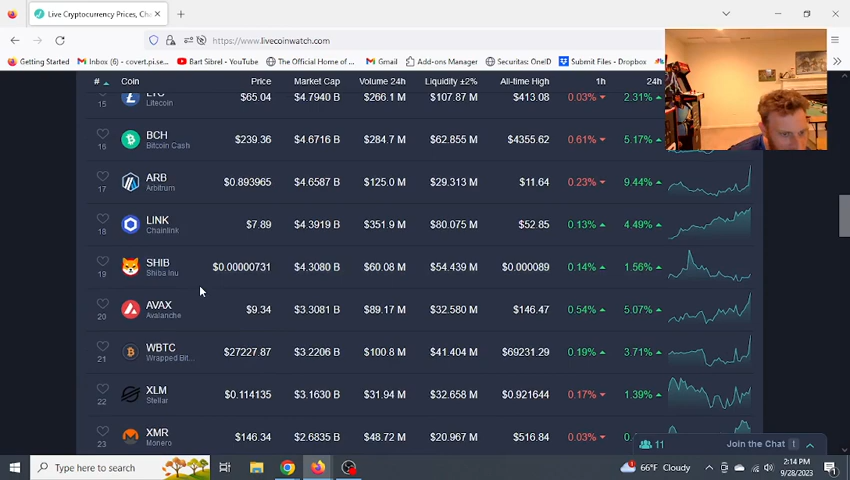 Live Cryptocurrency Prices, Cha
https://www.livecoinwatch.com
Getting Started
Inbox (6) - covert.pi.se
Bart Sibrel - YouTube
The Official Home of
Gmail
Add-ons Manager
Securitas: OneID
Submit Files - Dropbox
# Coin Price Market Cap Volume 24h Liquidity ±2% All-time High 1h 24h
15 LTC Litecoin $65.04 $4.7940 B $266.1 M $107.87 M $413.08 0.03% 2.31%
16 BCH Bitcoin Cash $239.36 $4.6716 B $284.7 M $62.855 M $4355.62 0.61% 5.17%
17 ARB Arbitrum $0.893965 $4.6587 B $125.0 M $29.313 M $11.64 0.23% 9.44%
18 LINK Chainlink $7.89 $4.3919 B $351.9 M $80.075 M $52.85 0.13% 4.49%
19 SHIB Shiba Inu $0.00000731 $4.3080 B $60.08 M $54.439 M $0.000089 0.14% 1.56%
20 AVAX Avalanche $9.34 $3.3081 B $89.17 M $32.580 M $146.47 0.54% 5.07%
21 WBTC Wrapped Bit... $27227.87 $3.2206 B $100.8 M $41.404 M $69231.29 0.19% 3.71%
22 XLM Stellar $0.114135 $3.1630 B $31.94 M $32.658 M $0.921644 0.17% 1.39%
23 XMR Monero $146.34 $2.6835 B $48.72 M $20.967 M $516.84 0.03% 0.
11 Join the Chat t
Type here to search
66°F Cloudy
2:14 PM
9/28/2023